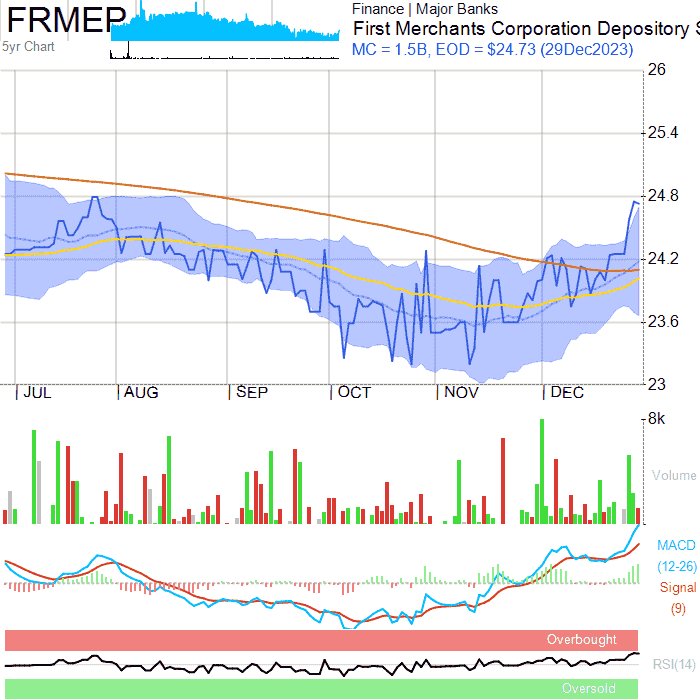 FRMEP
5yr Chart
Finance | Major Banks
First Merchants Corporation Depository S
MC = 1.5B, EOD = $24.73 (29Dec2023)
26
25.4
24.8
24.2
23.6
23
JUL
AUG
SEP
OCT
NOV
DEC
8k
Volume
MACD
(12-26)
Signal
(9)
Overbought
RSI(14)
Oversold